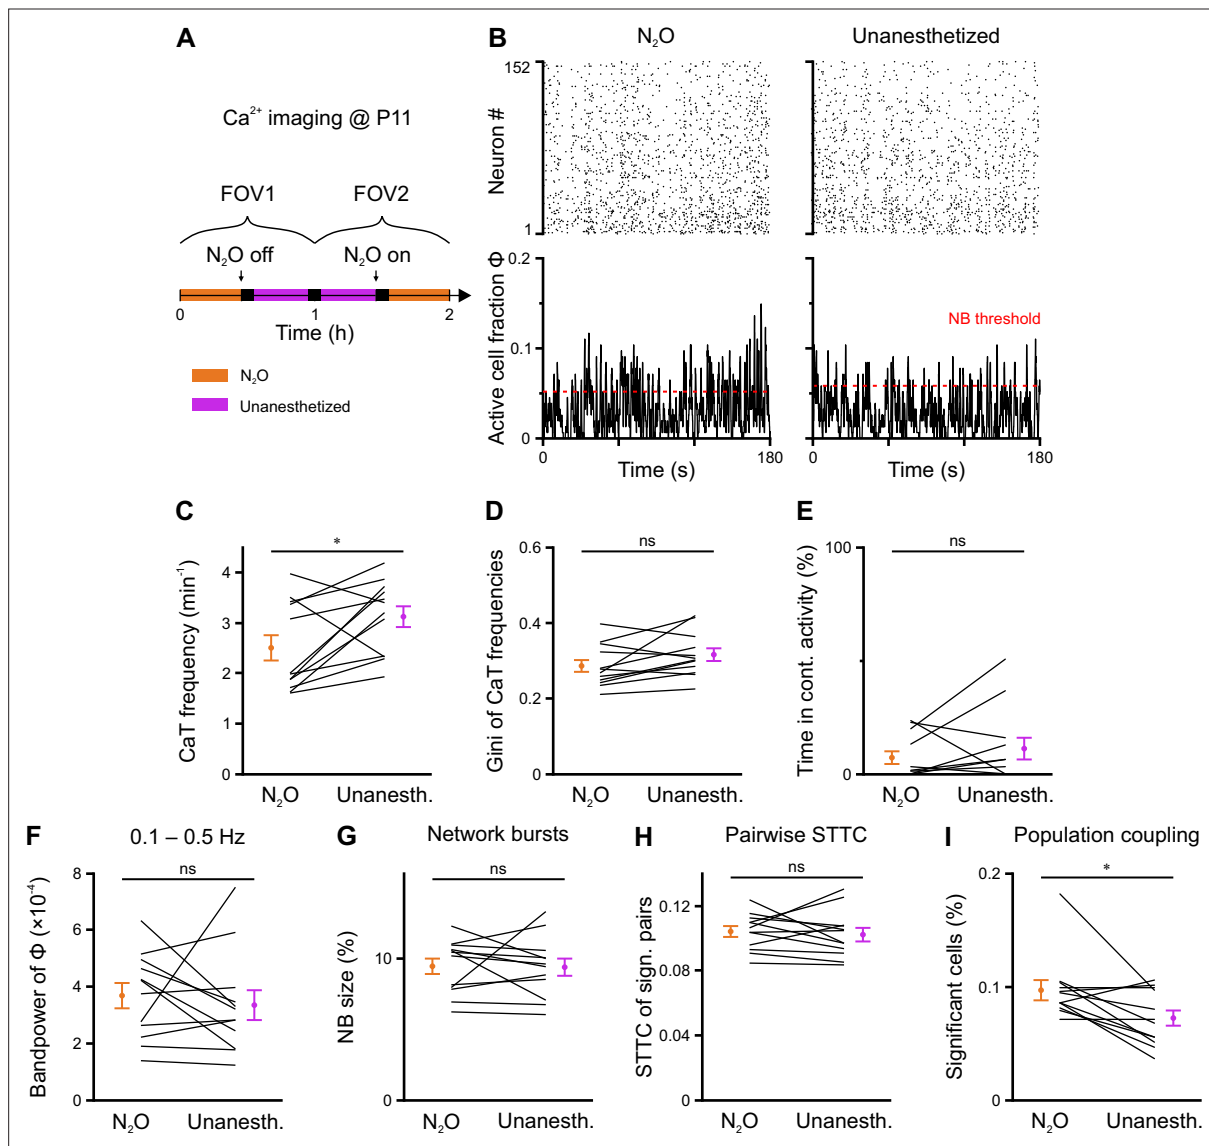 A
Ca²⁺ imaging @ P11
FOV1 FOV2
N₂O off N₂O on
0 1 2
Time (h)
N₂O
Unanesthetized
B
N₂O Unanesthetized
152
Neuron #
1
0.2
Active cell fraction Φ
NB threshold
0.1
0
0 180 0 180
Time (s) Time (s)
C
*
CaT frequency (min⁻¹)
4
3
2
1
0
N₂O Unanesth.
D
ns
Gini of CaT frequencies
0.6
0.4
0.2
0
N₂O Unanesth.
E
ns
Time in cont. activity (%)
100
0
N₂O Unanesth.
F
0.1 – 0.5 Hz
ns
Bandpower of Φ (×10⁻⁴)
8
6
4
2
0
N₂O Unanesth.
G
Network bursts
ns
NB size (%)
10
0
N₂O Unanesth.
H
Pairwise STTC
ns
STTC of sign. pairs
0.12
0.08
0.04
0
N₂O Unanesth.
I
Population coupling
*
Significant cells (%)
0.2
0.1
0
N₂O Unanesth.